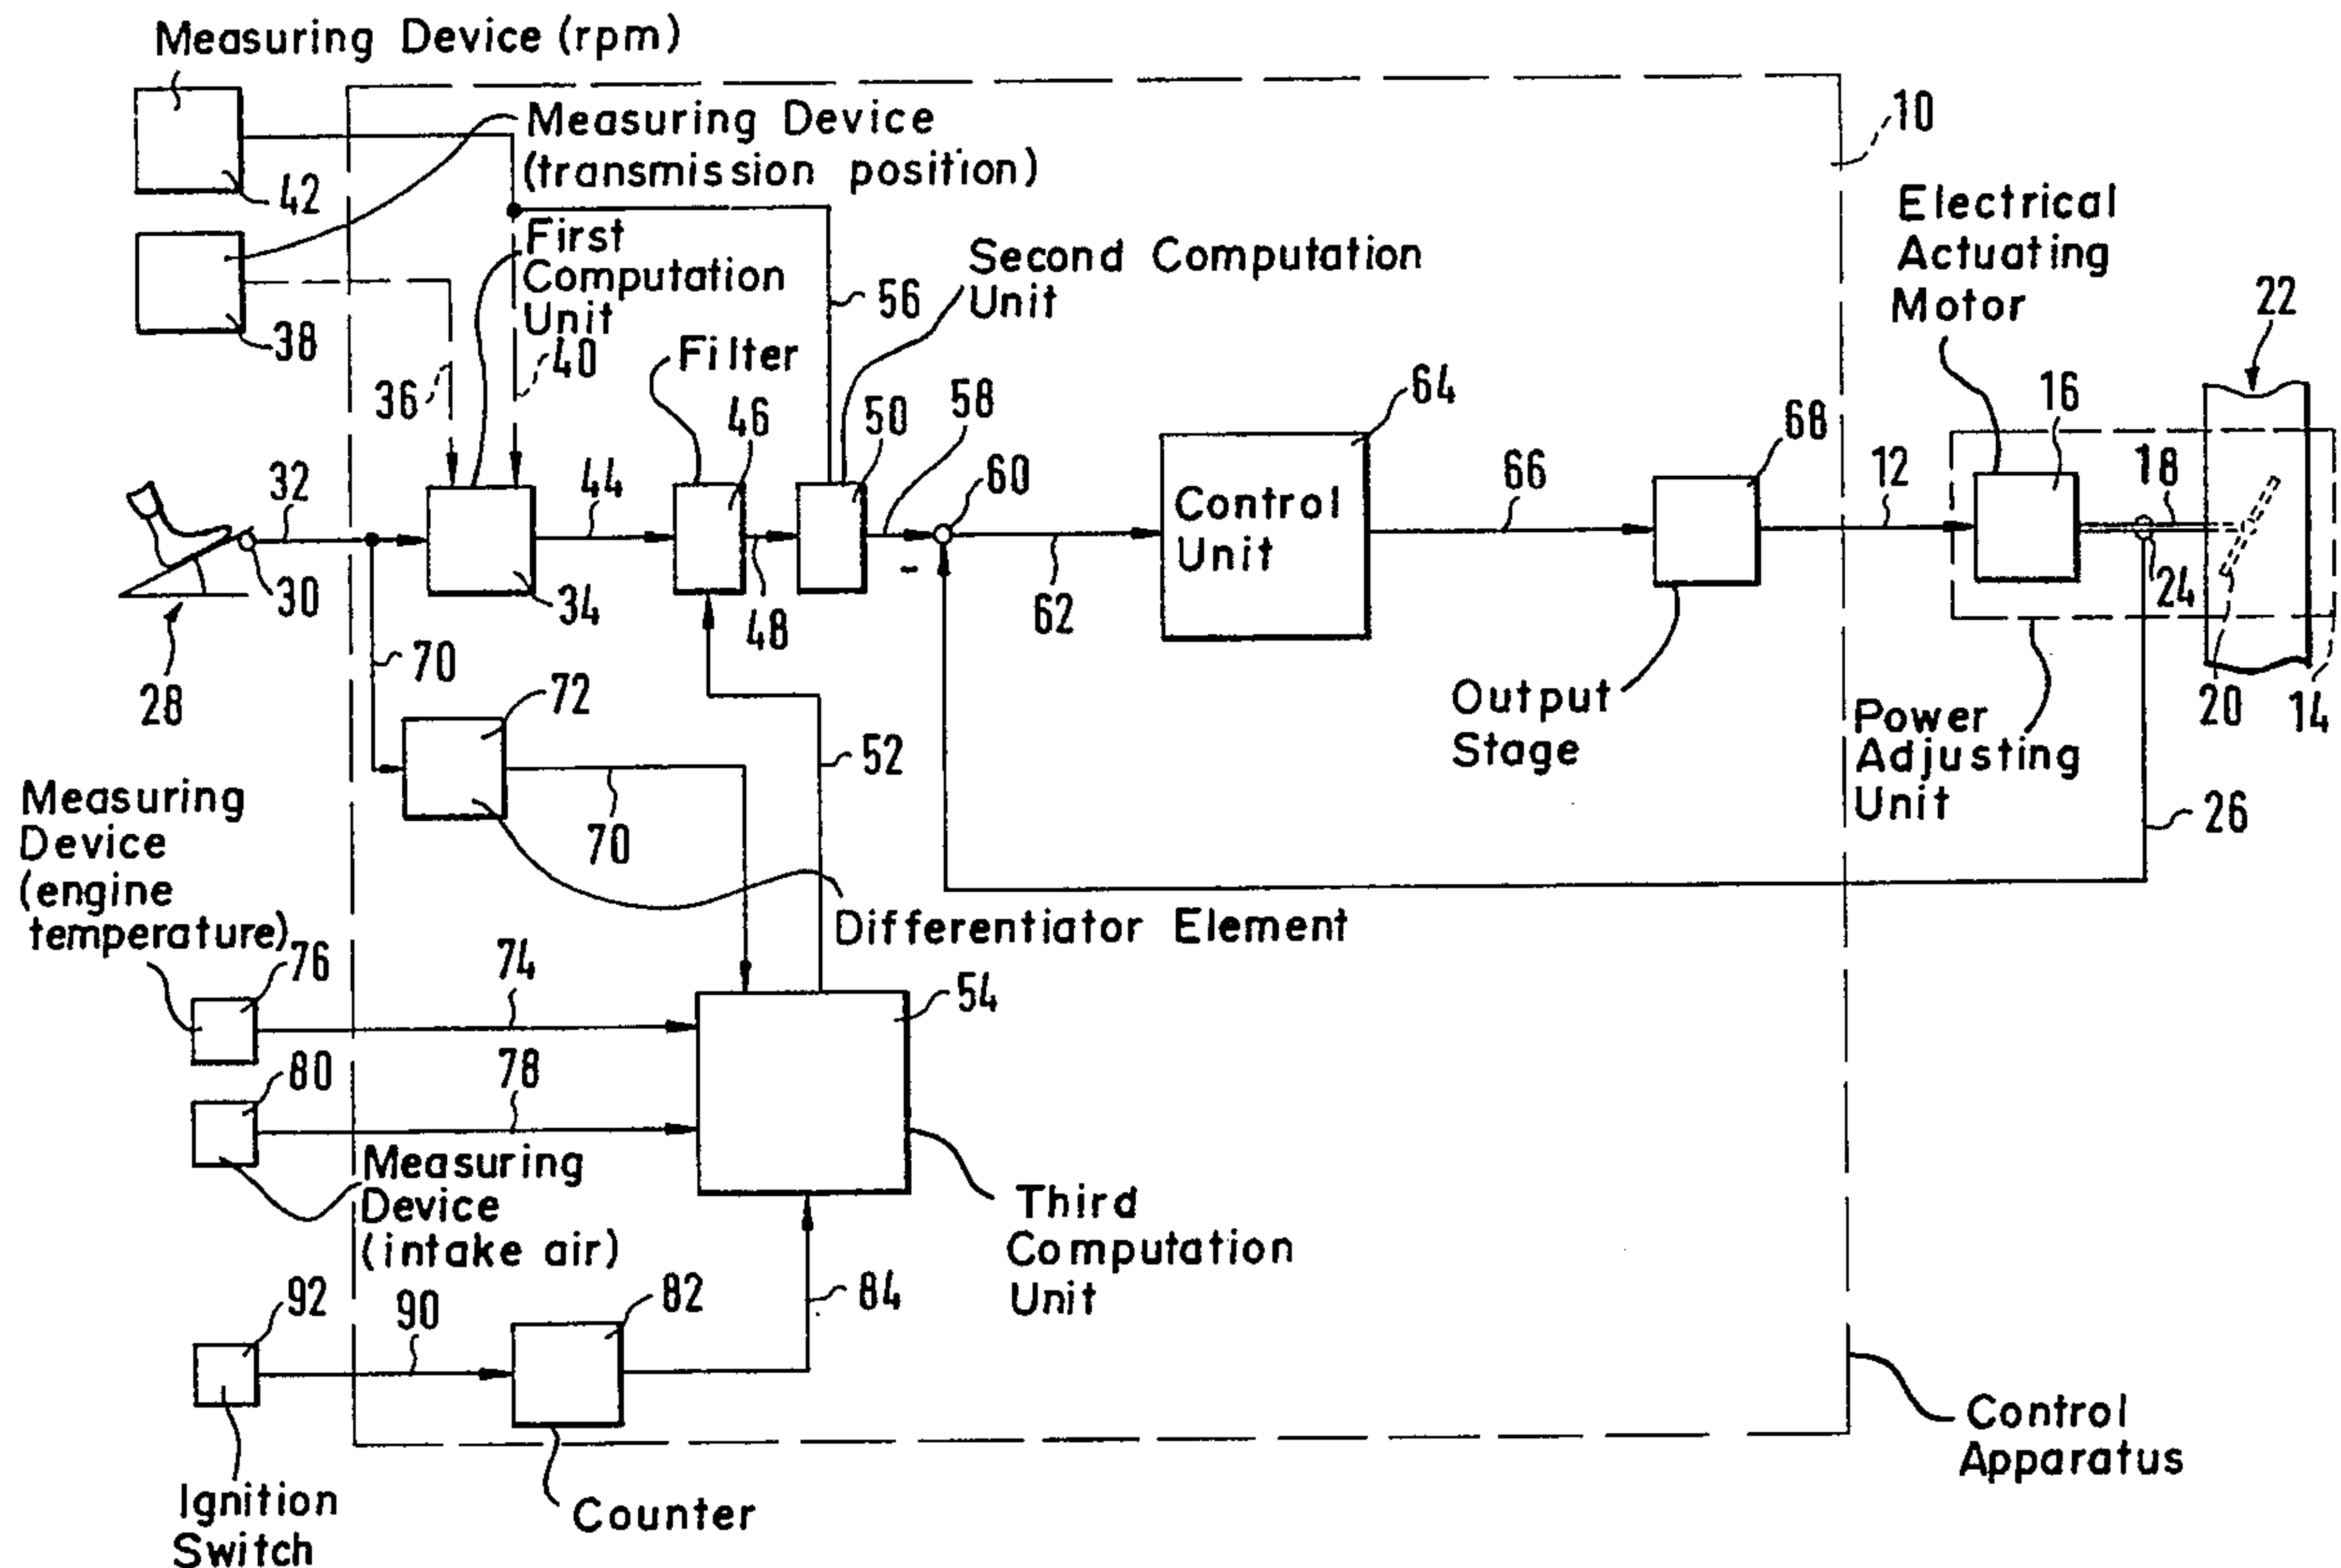 Measuring Device (rpm)
42
Measuring Device
(transmission position)
10
38
First
Computation
Unit
40
36
56
Second Computation
Unit
Electrical
Actuating
Motor
22
Filter
46
50
58
60
64
68
16
12
18
24
32
30
28
34
44
48
62
Control
Unit
66
Output
Stage
Power
Adjusting
Unit
20
14
26
70
72
70
52
Differentiator Element
Measuring
Device
(engine
temperature)
76
74
80
78
54
Measuring
Device
(intake air)
Third
Computation
Unit
92
90
82
84
Ignition
Switch
Counter
Control
Apparatus
-